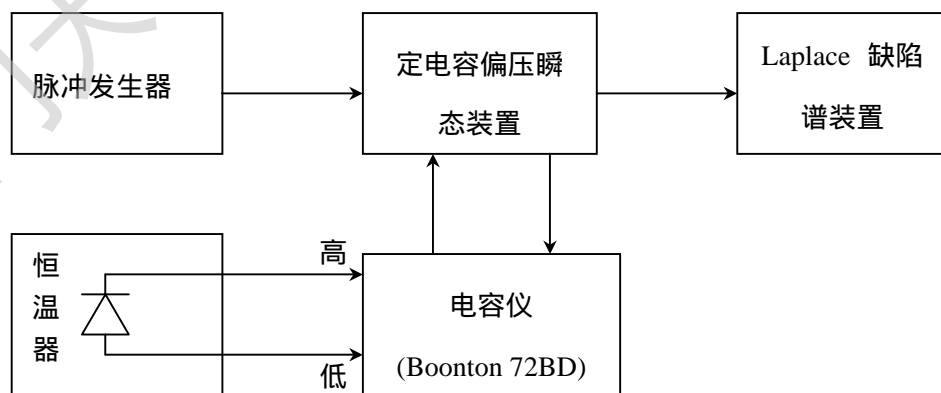 脉冲发生器
定电容偏压瞬
态装置
Laplace 缺陷
谱装置
恒
温
器
高
低
电容仪
(Boonton 72BD)